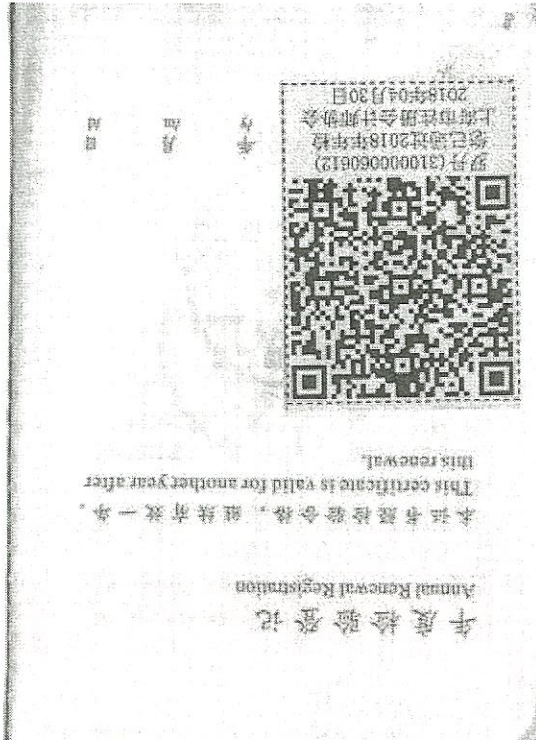 年度检验登记
Annual Renewal Registration
本证书经检验合格，继续有效一年。
This certificate is valid for another year after
this renewal.
罗丹(310000060612)
您已通过2018年年检
上海市注册会计师协会
2018年04月30日
年 月 日
/y /m /d